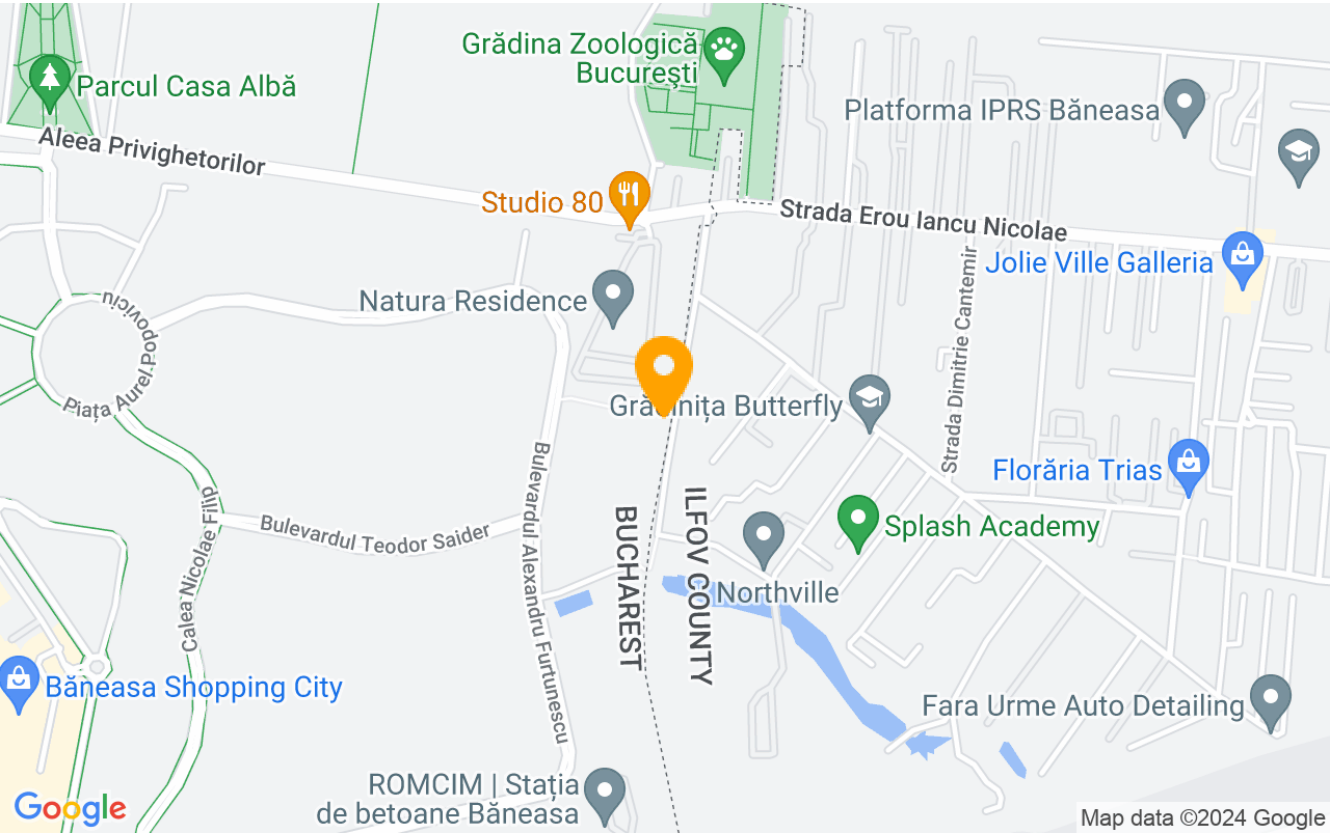 Grădina Zoologică
București
Parcul Casa Albă
Platforma IPRS Băneasa
Aleea Privighetorilor
Studio 80
Strada Erou Iancu Nicolae
Jolie Ville Galleria
Natura Residence
Piața Aurel Popoviciu
Strada Dimitrie Cantemir
Grădinița Butterfly
Florăria Trias
Bulevardul Alexandru Furtunescu
Calea Nicolae Filip
Bulevardul Teodor Saider
BUCHAREST
ILFOV COUNTY
Splash Academy
Northville
Băneasa Shopping City
Fara Urme Auto Detailing
ROMCIM | Stația
de betoane Băneasa
Google
Map data ©2024 Google